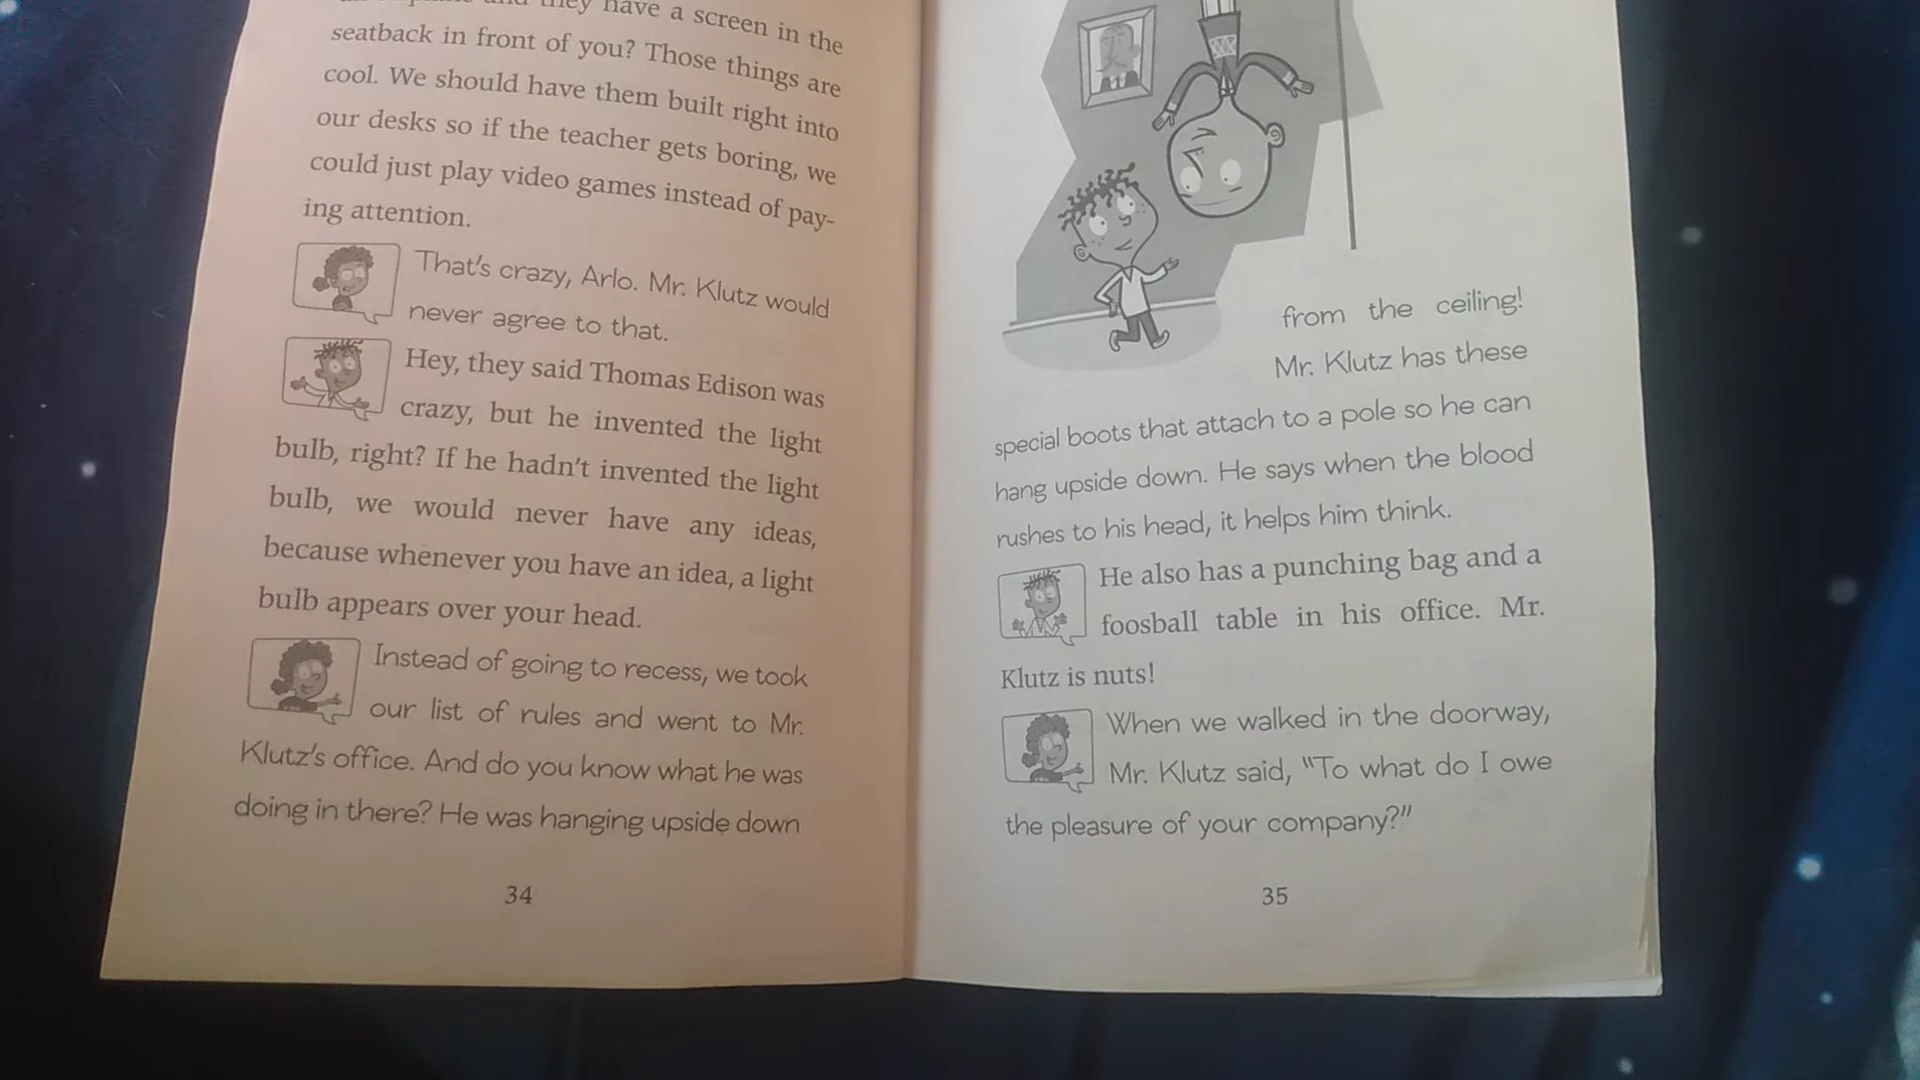 they have a screen in the
seatback in front of you? Those things are
cool. We should have them built right into
our desks so if the teacher gets boring, we
could just play video games instead of pay-
ing attention.
That's crazy, Arlo. Mr. Klutz would
never agree to that.
Hey, they said Thomas Edison was
crazy, but he invented the light
bulb, right? If he hadn't invented the light
bulb, we would never have any ideas,
because whenever you have an idea, a light
bulb appears over your head.
Instead of going to recess, we took
our list of rules and went to Mr.
Klutz's office. And do you know what he was
doing in there? He was hanging upside down
34
from the ceiling!
Mr. Klutz has these
special boots that attach to a pole so he can
hang upside down. He says when the blood
rushes to his head, it helps him think.
He also has a punching bag and a
foosball table in his office. Mr.
Klutz is nuts!
When we walked in the doorway,
Mr. Klutz said, "To what do I owe
the pleasure of your company?"
35